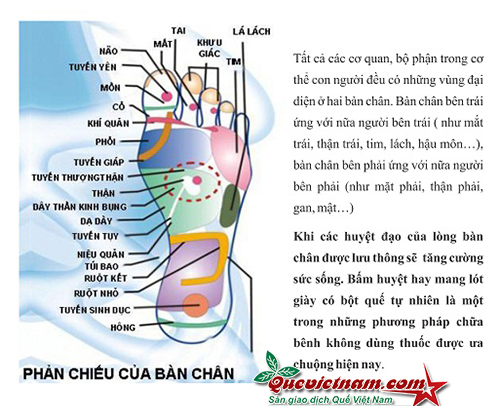 TAI
LÁ LÁCH
MẮT
KHỨU
GIÁC
NÃO
TIM
TUYẾN YÊN
MÔN
CỔ
KHÍ QUẢN
PHỔI
TUYẾN GIÁP
TUYẾN THƯỢNG THẬN
THẬN
DÂY THẦN KINH BỤNG
DẠ DÀY
TUYẾN TỤY
NIỆU QUẢN
TÚI BAO
RUỘT KẾT
RUỘT NHỎ
TUYẾN SINH DỤC
HÔNG
PHẢN CHIẾU CỦA BÀN CHÂN
Tất cả các cơ quan, bộ phận trong cơ
thể con người đều có những vùng đại
diện ở hai bàn chân. Bàn chân bên trái
ứng với nữa người bên trái ( như mắt
trái, thận trái, tim, lách, hậu môn…),
bàn chân bên phải ứng với nữa người
bên phải (như mặt phải, thận phải,
gan, mật…)
Khi các huyệt đạo của lòng bàn
chân được lưu thông sẽ tăng cường
sức sống. Bấm huyệt hay mang lót
giày có bột quế tự nhiên là một
trong những phương pháp chữa
bênh không dùng thuốc được ưa
chuộng hiện nay.
Quevietnam.com
Sàn giao dịch Quế Việt Nam